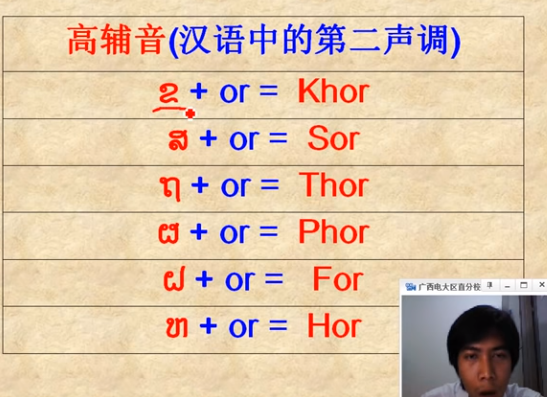 高辅音(汉语中的第二声调)
ຂ + or = Khor
ສ + or = Sor
ຖ + or = Thor
ຜ + or = Phor
ຝ + or = For
ຫ + or = Hor
广西电大区直分校